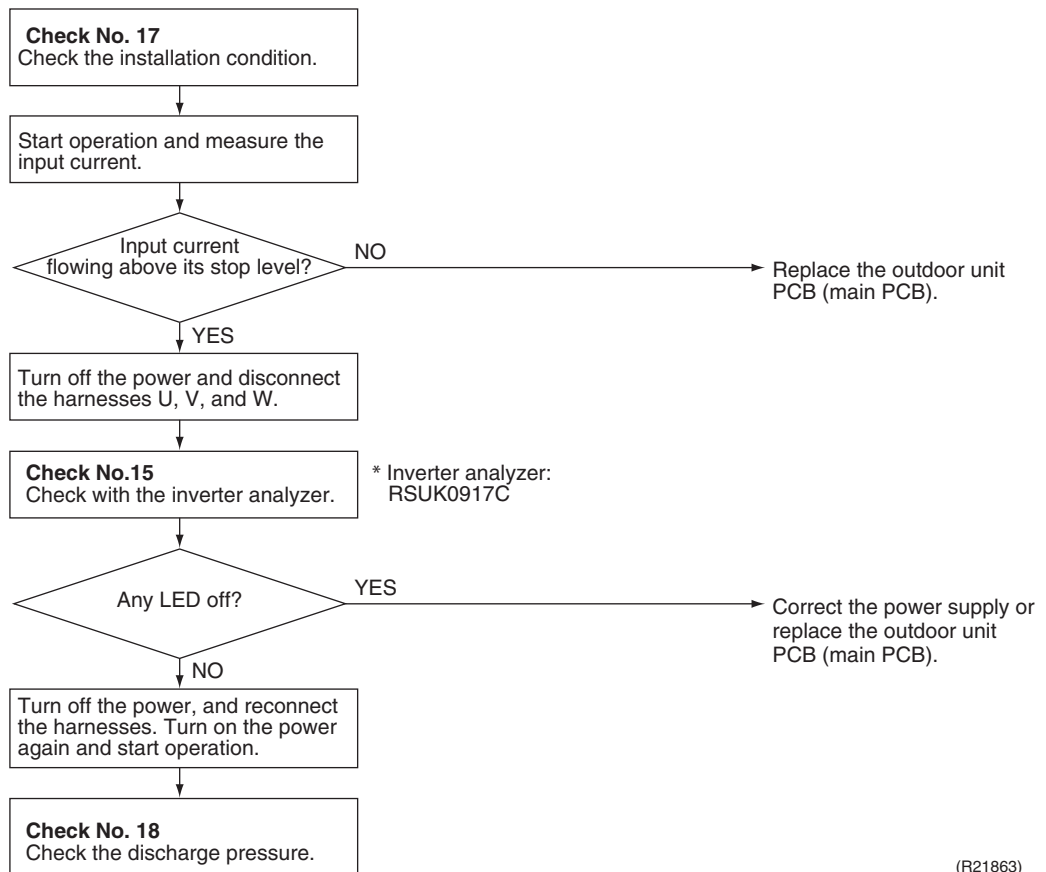 Check No. 17
Check the installation condition.
Start operation and measure the
input current.
Input current
flowing above its stop level?
NO
Replace the outdoor unit
PCB (main PCB).
YES
Turn off the power and disconnect
the harnesses U, V, and W.
Check No.15
Check with the inverter analyzer.
* Inverter analyzer:
RSUK0917C
Any LED off?
YES
Correct the power supply or
replace the outdoor unit
PCB (main PCB).
NO
Turn off the power, and reconnect
the harnesses. Turn on the power
again and start operation.
Check No. 18
Check the discharge pressure.
(R21863)